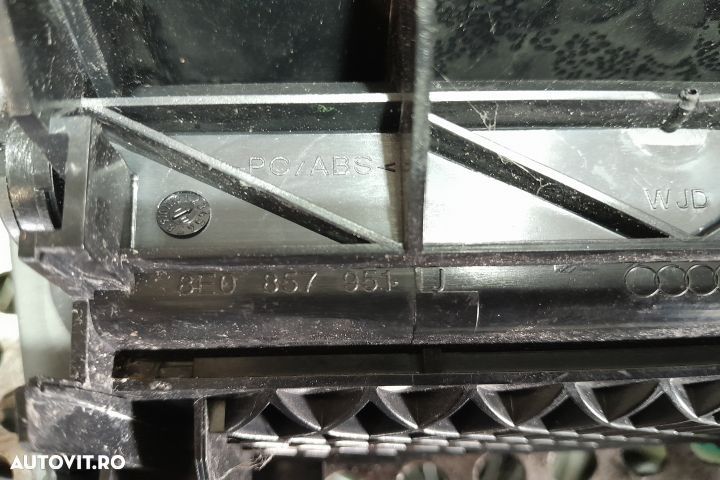 >PC/ABS<
WJD
8E0 857 951
AUTOVIT.RO